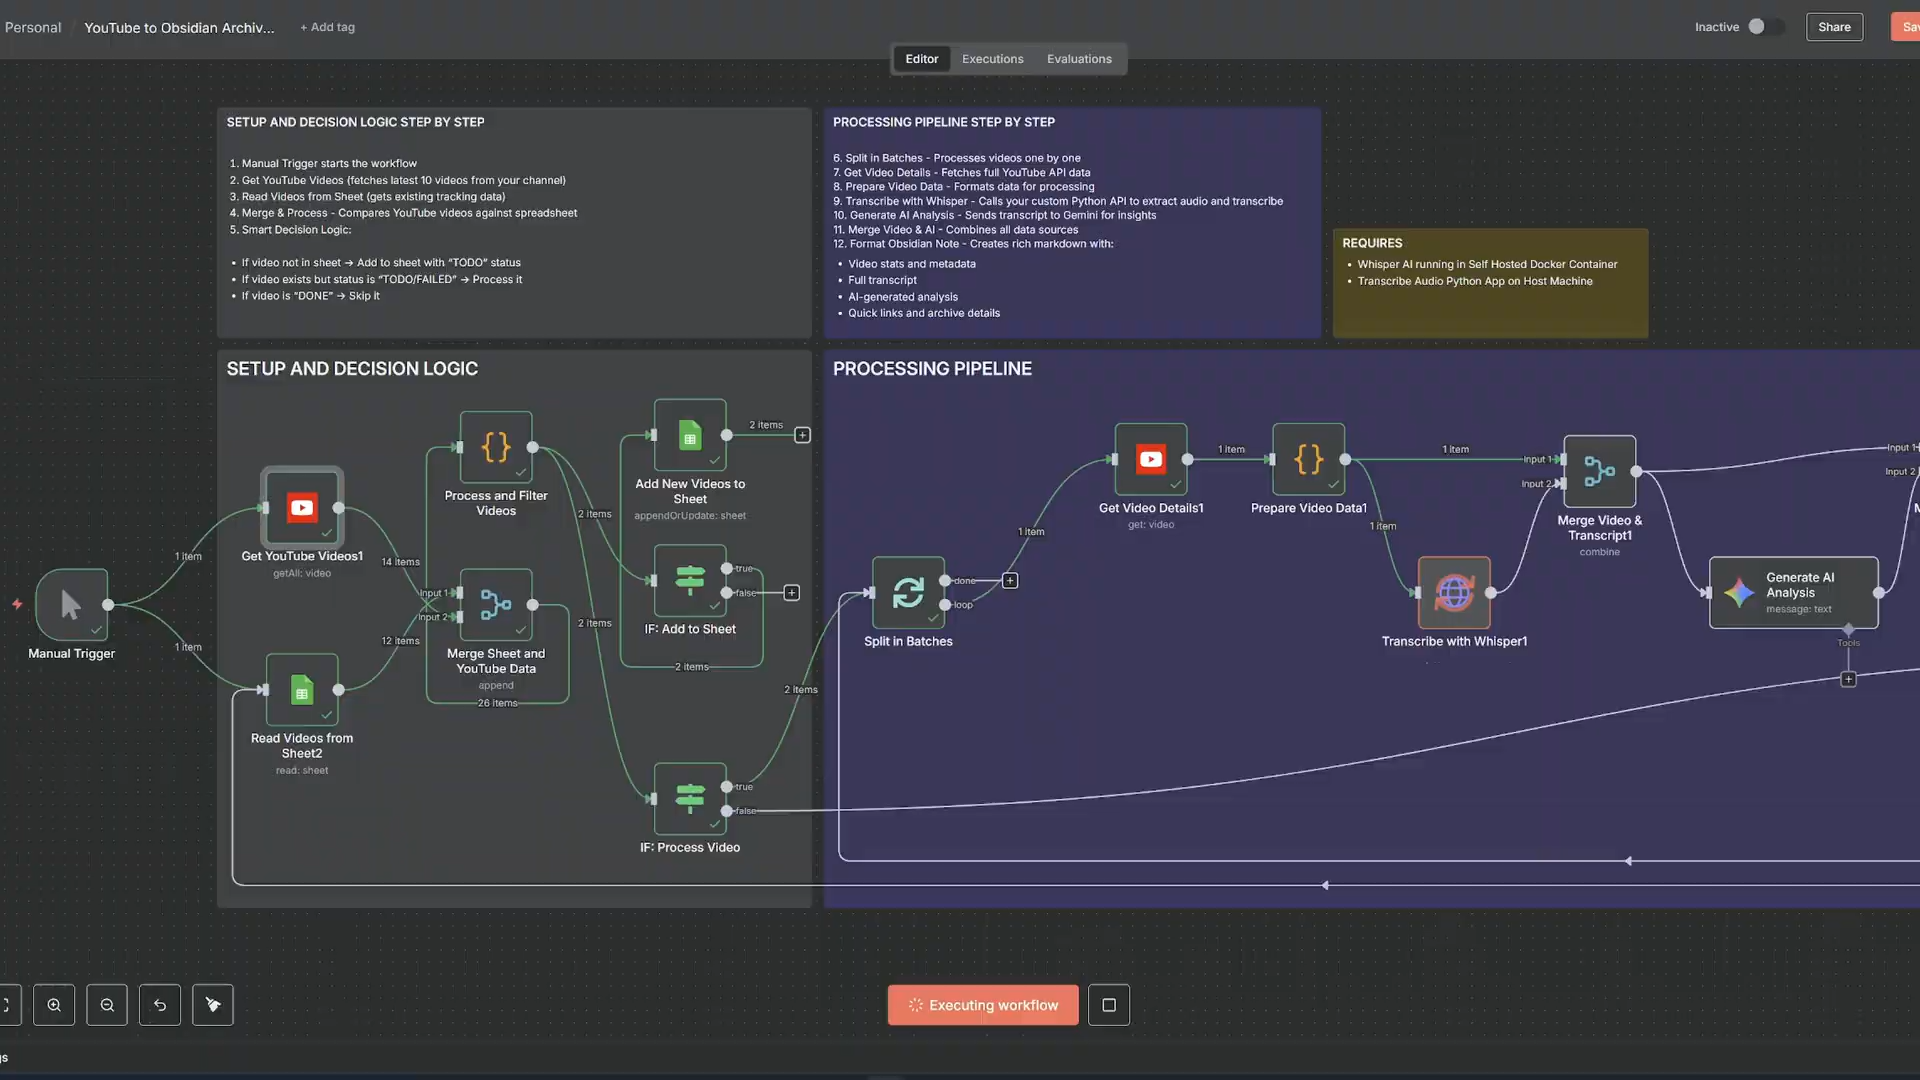 Personal / YouTube to Obsidian Archiv... + Add tag
Inactive
Share
Editor Executions Evaluations
SETUP AND DECISION LOGIC STEP BY STEP
1. Manual Trigger starts the workflow
2. Get YouTube Videos (fetches latest 10 videos from your channel)
3. Read Videos from Sheet (gets existing tracking data)
4. Merge & Process - Compares YouTube videos against spreadsheet
5. Smart Decision Logic:
• If video not in sheet → Add to sheet with “TODO” status
• If video exists but status is “TODO/FAILED” → Process it
• If video is “DONE” → Skip it
PROCESSING PIPELINE STEP BY STEP
6. Split in Batches - Processes videos one by one
7. Get Video Details - Fetches full YouTube API data
8. Prepare Video Data - Formats data for processing
9. Transcribe with Whisper - Calls your custom Python API to extract audio and transcribe
10. Generate AI Analysis - Sends transcript to Gemini for insights
11. Merge Video & AI - Combines all data sources
12. Format Obsidian Note - Creates rich markdown with:
• Video stats and metadata
• Full transcript
• AI-generated analysis
• Quick links and archive details
REQUIRES
• Whisper AI running in Self Hosted Docker Container
• Transcribe Audio Python App on Host Machine
SETUP AND DECISION LOGIC
Manual Trigger
1 item
1 item
Get YouTube Videos1
getAll: video
14 items
Read Videos from
Sheet2
read: sheet
12 items
Process and Filter
Videos
Input 1
Input 2
Merge Sheet and
YouTube Data
append
26 items
2 items
2 items
Add New Videos to
Sheet
appendOrUpdate: sheet
2 items
true
false
IF: Add to Sheet
2 items
true
false
IF: Process Video
2 items
PROCESSING PIPELINE
done
loop
Split in Batches
1 item
Get Video Details1
get: video
1 item
Prepare Video Data1
1 item
1 item
Transcribe with Whisper1
Input 1
Input 2
Merge Video &
Transcript1
combine
Generate AI
Analysis
message: text
Tools
Input 1
Input 2
Executing workflow